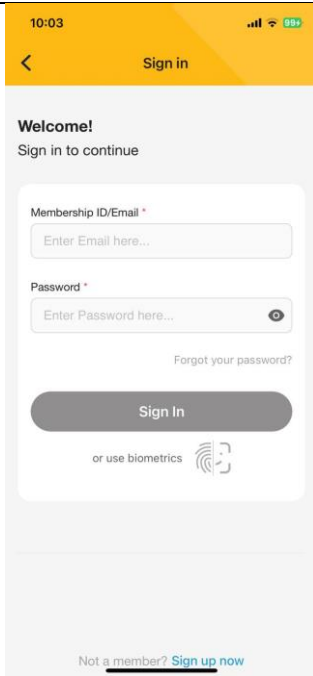 10:03
99+
Sign in
Welcome!
Sign in to continue
Membership ID/Email *
Enter Email here...
Password *
Enter Password here...
Forgot your password?
Sign In
or use biometrics
Not a member? Sign up now